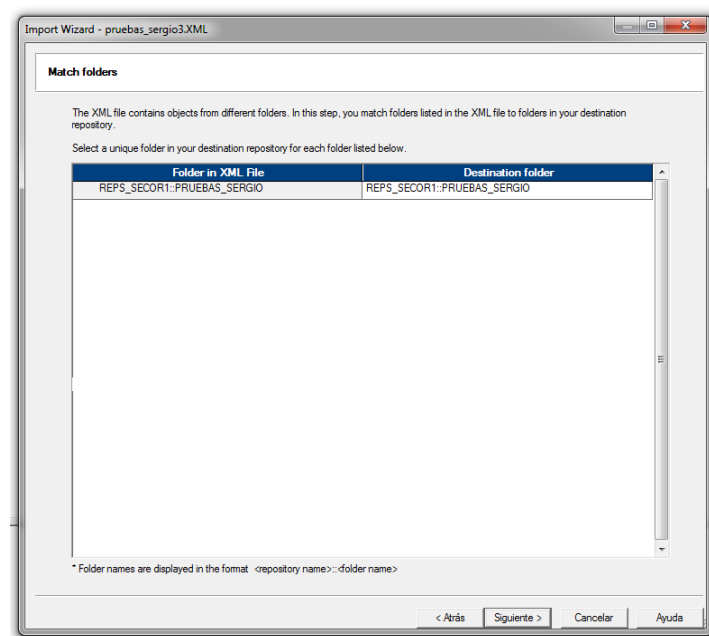 Import Wizard - pruebas_sergio3.XML
Match folders
The XML file contains objects from different folders. In this step, you match folders listed in the XML file to folders in your destination
repository.
Select a unique folder in your destination repository for each folder listed below.
Folder in XML File Destination folder
REPS_SECOR1::PRUEBAS_SERGIO REPS_SECOR1::PRUEBAS_SERGIO
* Folder names are displayed in the format <repository name>::<folder name>
< Atrás Siguiente > Cancelar Ayuda